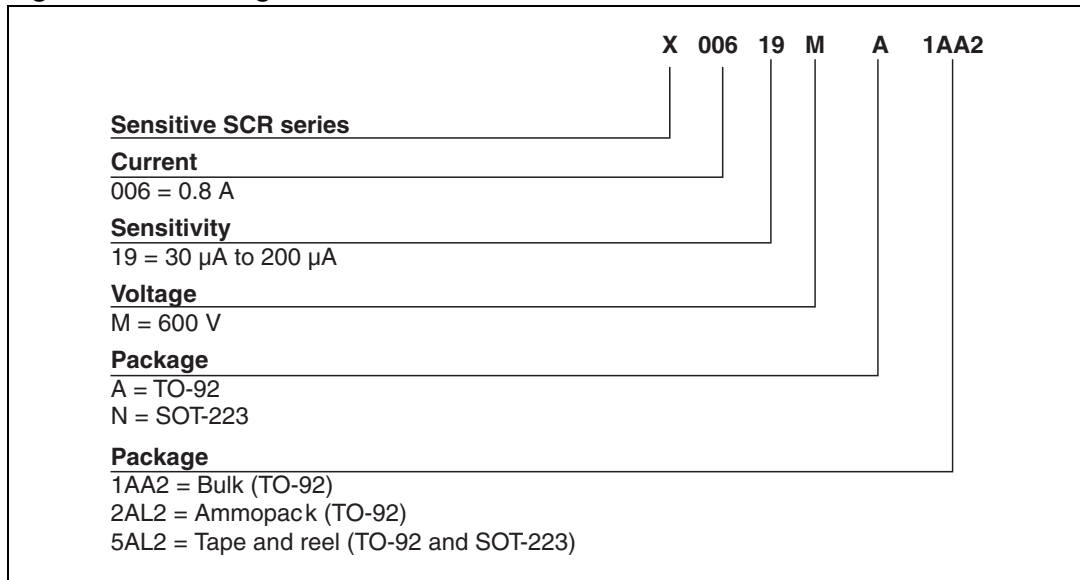 X 006 19 M A 1AA2
Sensitive SCR series
Current
006 = 0.8 A
Sensitivity
19 = 30 µA to 200 µA
Voltage
M = 600 V
Package
A = TO-92
N = SOT-223
Package
1AA2 = Bulk (TO-92)
2AL2 = Ammopack (TO-92)
5AL2 = Tape and reel (TO-92 and SOT-223)